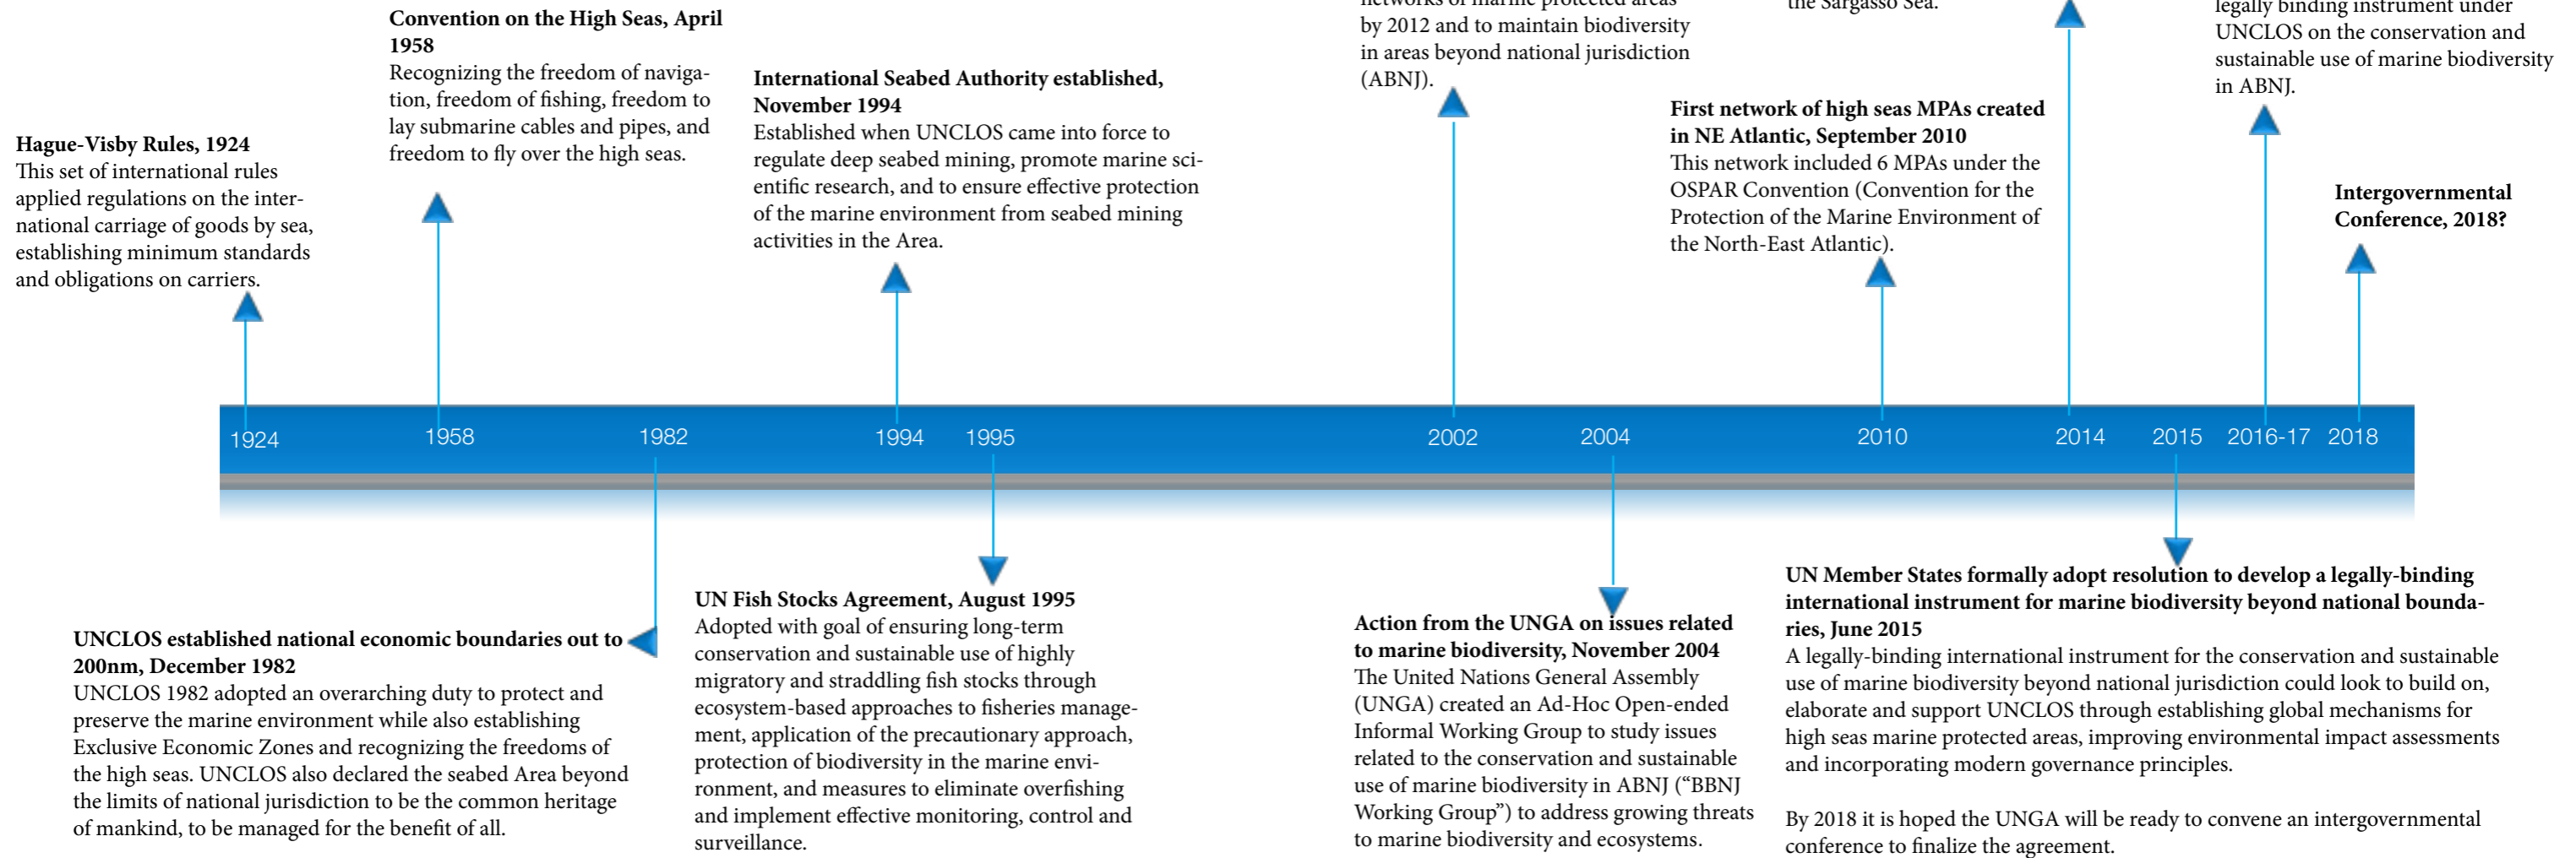 Convention on the High Seas, April
1958
Recognizing the freedom of naviga-
tion, freedom of fishing, freedom to
lay submarine cables and pipes, and
freedom to fly over the high seas.
Hague-Visby Rules, 1924
This set of international rules
applied regulations on the inter-
national carriage of goods by sea,
establishing minimum standards
and obligations on carriers.
International Seabed Authority established,
November 1994
Established when UNCLOS came into force to
regulate deep seabed mining, promote marine sci-
entific research, and to ensure effective protection
of the marine environment from seabed mining
activities in the Area.
networks of marine protected areas
by 2012 and to maintain biodiversity
in areas beyond national jurisdiction
(ABNJ).
the Sargasso Sea.
First network of high seas MPAs created
in NE Atlantic, September 2010
This network included 6 MPAs under the
OSPAR Convention (Convention for the
Protection of the Marine Environment of
the North-East Atlantic).
legally binding instrument under
UNCLOS on the conservation and
sustainable use of marine biodiversity
in ABNJ.
Intergovernmental
Conference, 2018?
1924 1958 1982 1994 1995 2002 2004 2010 2014 2015 2016-17 2018
UNCLOS established national economic boundaries out to
200nm, December 1982
UNCLOS 1982 adopted an overarching duty to protect and
preserve the marine environment while also establishing
Exclusive Economic Zones and recognizing the freedoms of
the high seas. UNCLOS also declared the seabed Area beyond
the limits of national jurisdiction to be the common heritage
of mankind, to be managed for the benefit of all.
UN Fish Stocks Agreement, August 1995
Adopted with goal of ensuring long-term
conservation and sustainable use of highly
migratory and straddling fish stocks through
ecosystem-based approaches to fisheries manage-
ment, application of the precautionary approach,
protection of biodiversity in the marine envi-
ronment, and measures to eliminate overfishing
and implement effective monitoring, control and
surveillance.
Action from the UNGA on issues related
to marine biodiversity, November 2004
The United Nations General Assembly
(UNGA) created an Ad-Hoc Open-ended
Informal Working Group to study issues
related to the conservation and sustainable
use of marine biodiversity in ABNJ (“BBNJ
Working Group”) to address growing threats
to marine biodiversity and ecosystems.
UN Member States formally adopt resolution to develop a legally-binding
international instrument for marine biodiversity beyond national bounda-
ries, June 2015
A legally-binding international instrument for the conservation and sustainable
use of marine biodiversity beyond national jurisdiction could look to build on,
elaborate and support UNCLOS through establishing global mechanisms for
high seas marine protected areas, improving environmental impact assessments
and incorporating modern governance principles.
By 2018 it is hoped the UNGA will be ready to convene an intergovernmental
conference to finalize the agreement.